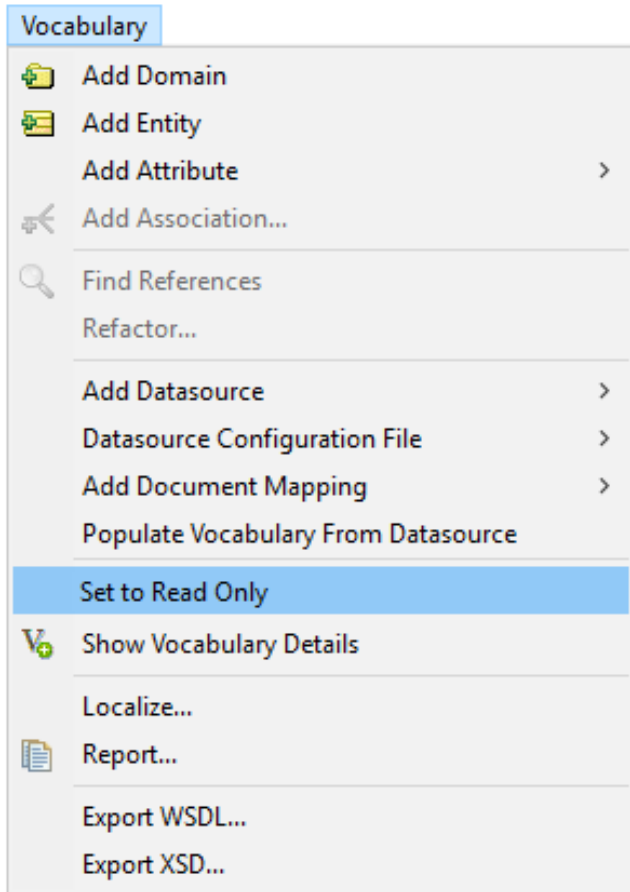 Vocabulary
Add Domain
Add Entity
Add Attribute
Add Association...
Find References
Refactor...
Add Datasource
Datasource Configuration File
Add Document Mapping
Populate Vocabulary From Datasource
Set to Read Only
Show Vocabulary Details
Localize...
Report...
Export WSDL...
Export XSD...